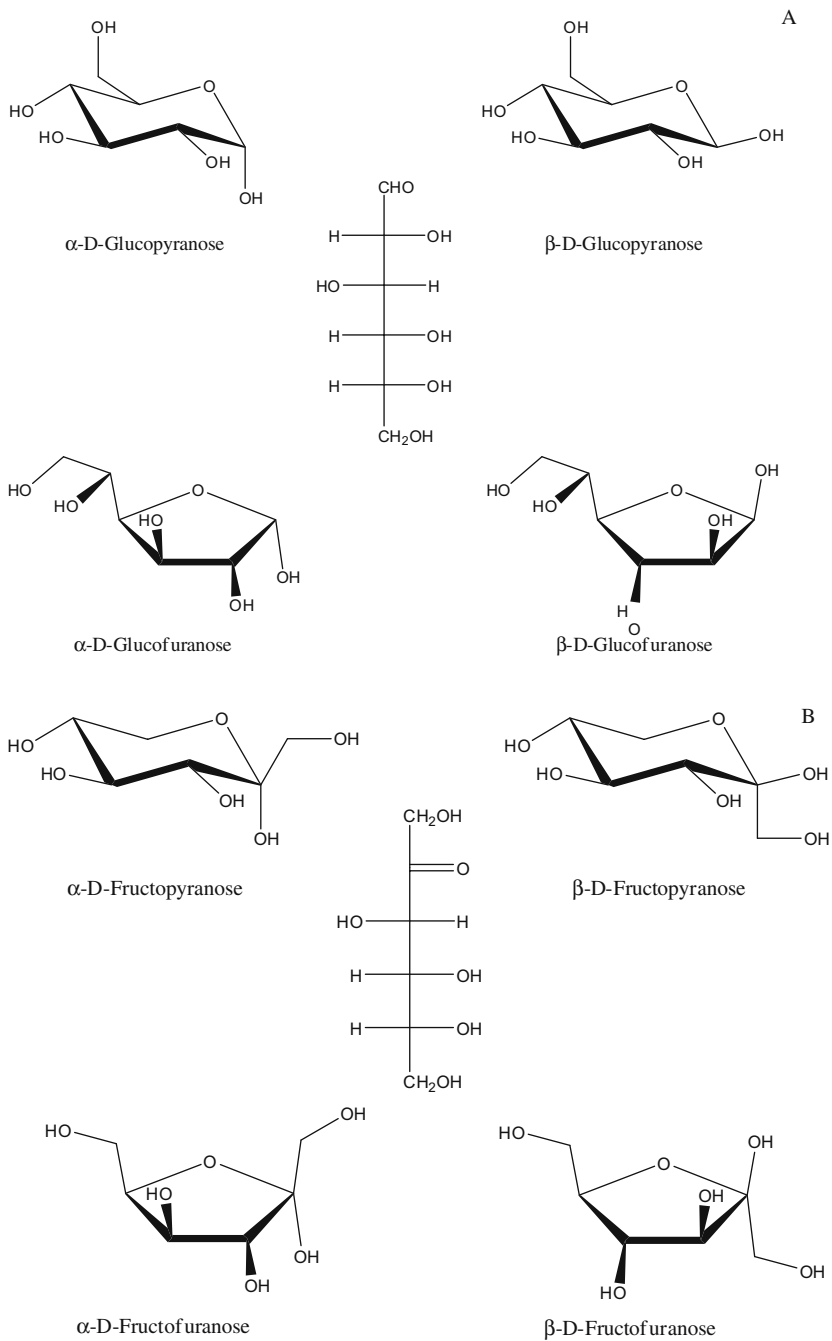 A
OH
OH
O
O
HO
HO
HO
OH
HO
OH
OH
OH
CHO
α-D-Glucopyranose
β-D-Glucopyranose
H
OH
HO
H
H
OH
H
OH
CH2OH
HO
HO
O
HO
OH
OH
α-D-Glucofuranose
HO
HO
O
OH
OH
H
O
β-D-Glucofuranose
B
O
OH
HO
HO
OH
OH
α-D-Fructopyranose
O
HO
OH
HO
OH
OH
β-D-Fructopyranose
CH2OH
O
HO
H
H
OH
H
OH
CH2OH
HO
OH
O
HO
OH
OH
α-D-Fructofuranose
HO
OH
O
OH
OH
HO
β-D-Fructofuranose